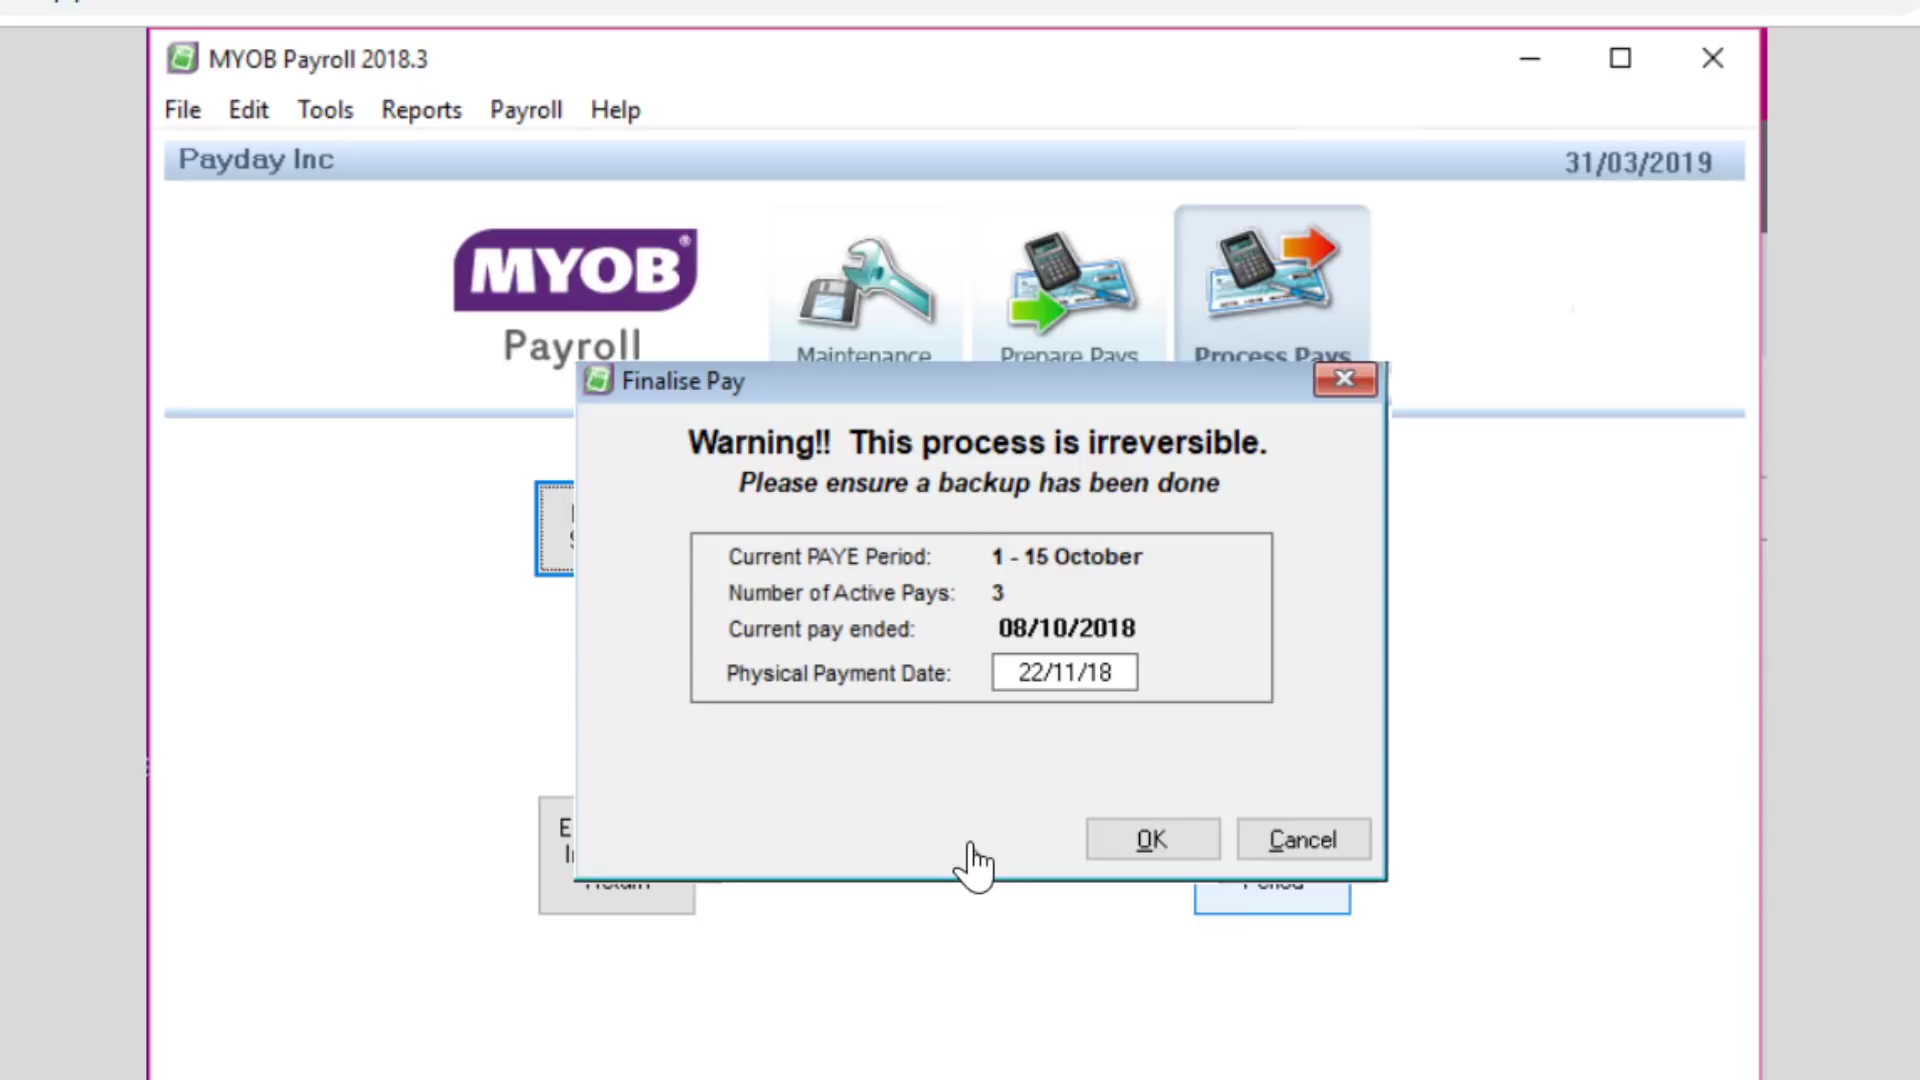 MYOB Payroll 2018.3
File Edit Tools Reports Payroll Help
Payday Inc 31/03/2019
MYOB®
Payroll
Maintenance Prepare Pays Process Pays
Finalise Pay
Warning!! This process is irreversible.
Please ensure a backup has been done
Current PAYE Period: 1 - 15 October
Number of Active Pays: 3
Current pay ended: 08/10/2018
Physical Payment Date: 22/11/18
OK Cancel
Return Period